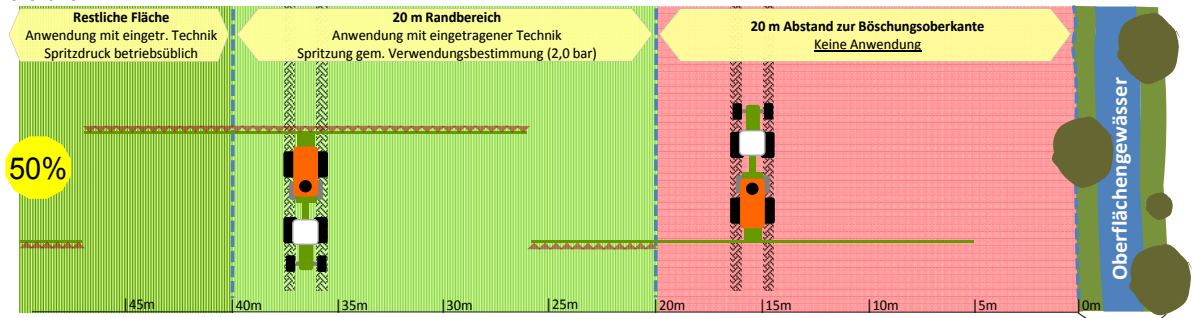 Restliche Fläche
Anwendung mit eingetr. Technik
Spritzdruck betriebsüblich
20 m Randbereich
Anwendung mit eingetragener Technik
Spritzung gem. Verwendungsbestimmung (2,0 bar)
20 m Abstand zur Böschungsoberkante
Keine Anwendung
50%
Oberflächengewässer
45m
40m
35m
30m
25m
20m
15m
10m
5m
0m